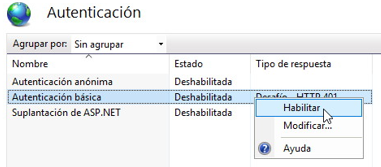 Autenticación
Agrupar por: Sin agrupar
Nombre Estado Tipo de respuesta
Autenticación anónima Deshabilitada
Autenticación básica Deshabilitada Desafío HTTP 401
Suplantación de ASP.NET Deshabilitada
Habilitar
Modificar...
Ayuda